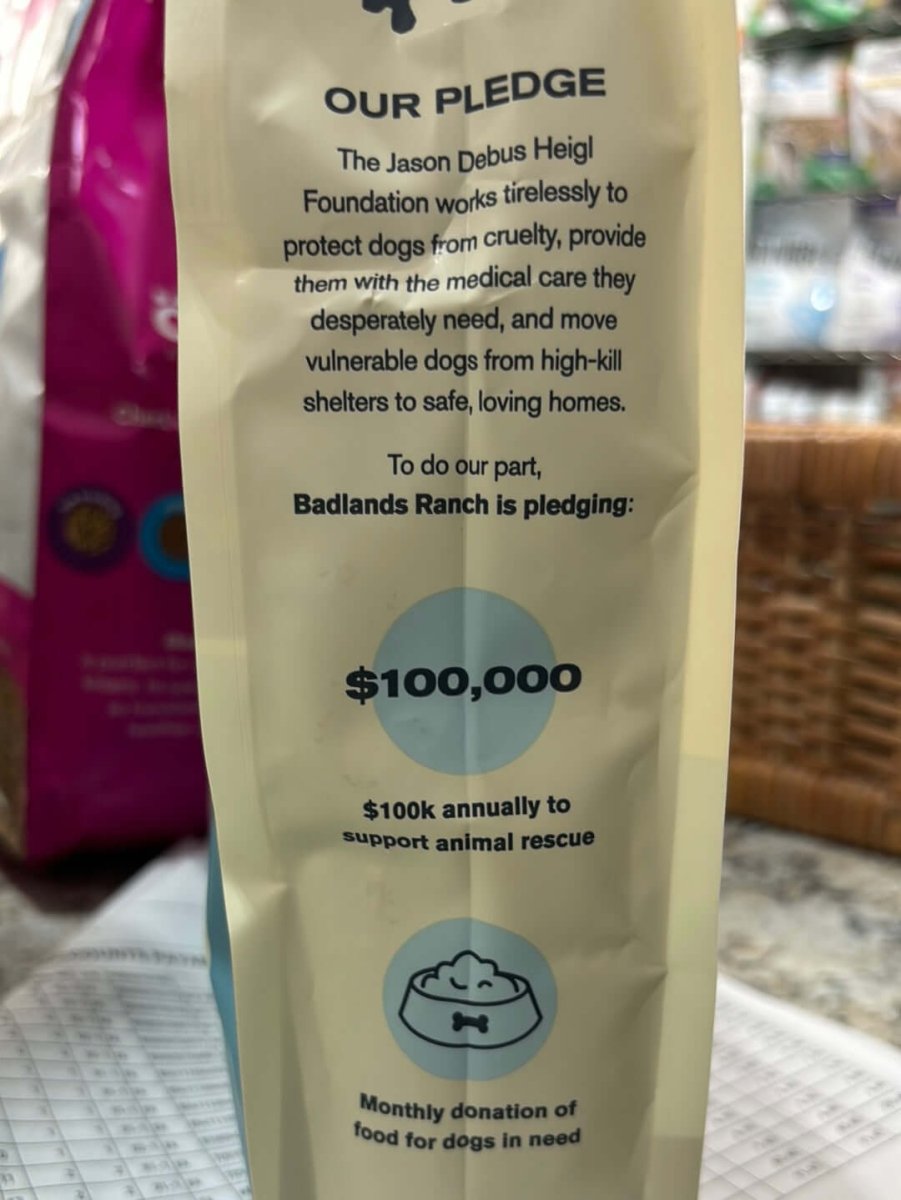 OUR PLEDGE
The Jason Debus Heigl
Foundation works tirelessly to
protect dogs from cruelty, provide
them with the medical care they
desperately need, and move
vulnerable dogs from high-kill
shelters to safe, loving homes.
To do our part,
Badlands Ranch is pledging:
$100,000
$100k annually to
support animal rescue
Monthly donation of
food for dogs in need